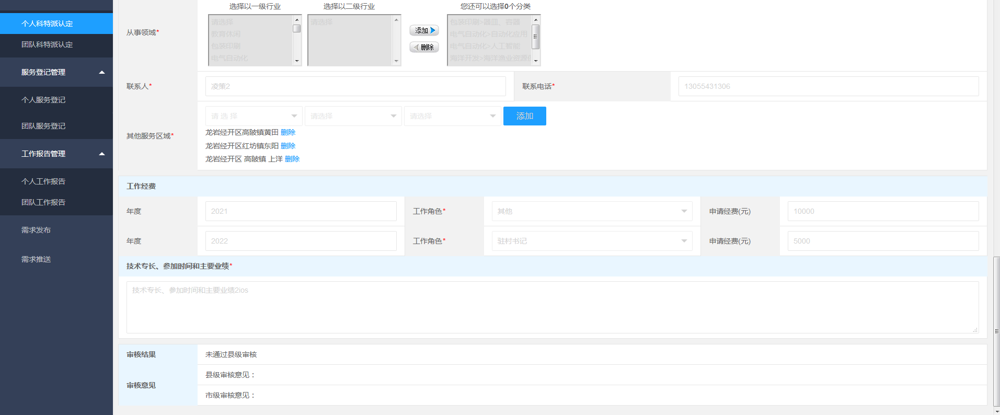 个人科特派认定
团队科特派认定
服务登记管理
个人服务登记
团队服务登记
工作报告管理
个人工作报告
团队工作报告
需求发布
需求推送
选择以一级行业 选择以二级行业 您还可以选择0个分类
从事领域*
请选择
教育休闲
包装印刷
电气自动化
请选择
添加
删除
包装印刷>器皿、容器
电气自动化>自动化应用
电气自动化>人工智能
海洋开发>海洋渔业资源
联系人* 凌策2 联系电话* 13055431306
其他服务区域*
请 选 择 请选择 请选择 添加
龙岩经开区高陂镇黄田 删除
龙岩经开区红坊镇东阳 删除
龙岩经开区 高陂镇 上洋 删除
工作经费
年度 2021 工作角色* 其他 申请经费(元) 10000
年度 2022 工作角色* 驻村书记 申请经费(元) 5000
技术专长、参加时间和主要业绩*
技术专长、参加时间和主要业绩2ios
审核结果 未通过县级审核
审核意见
县级审核意见：
市级审核意见：